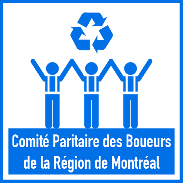 Comité Paritaire des Boueurs
de la Région de Montréal